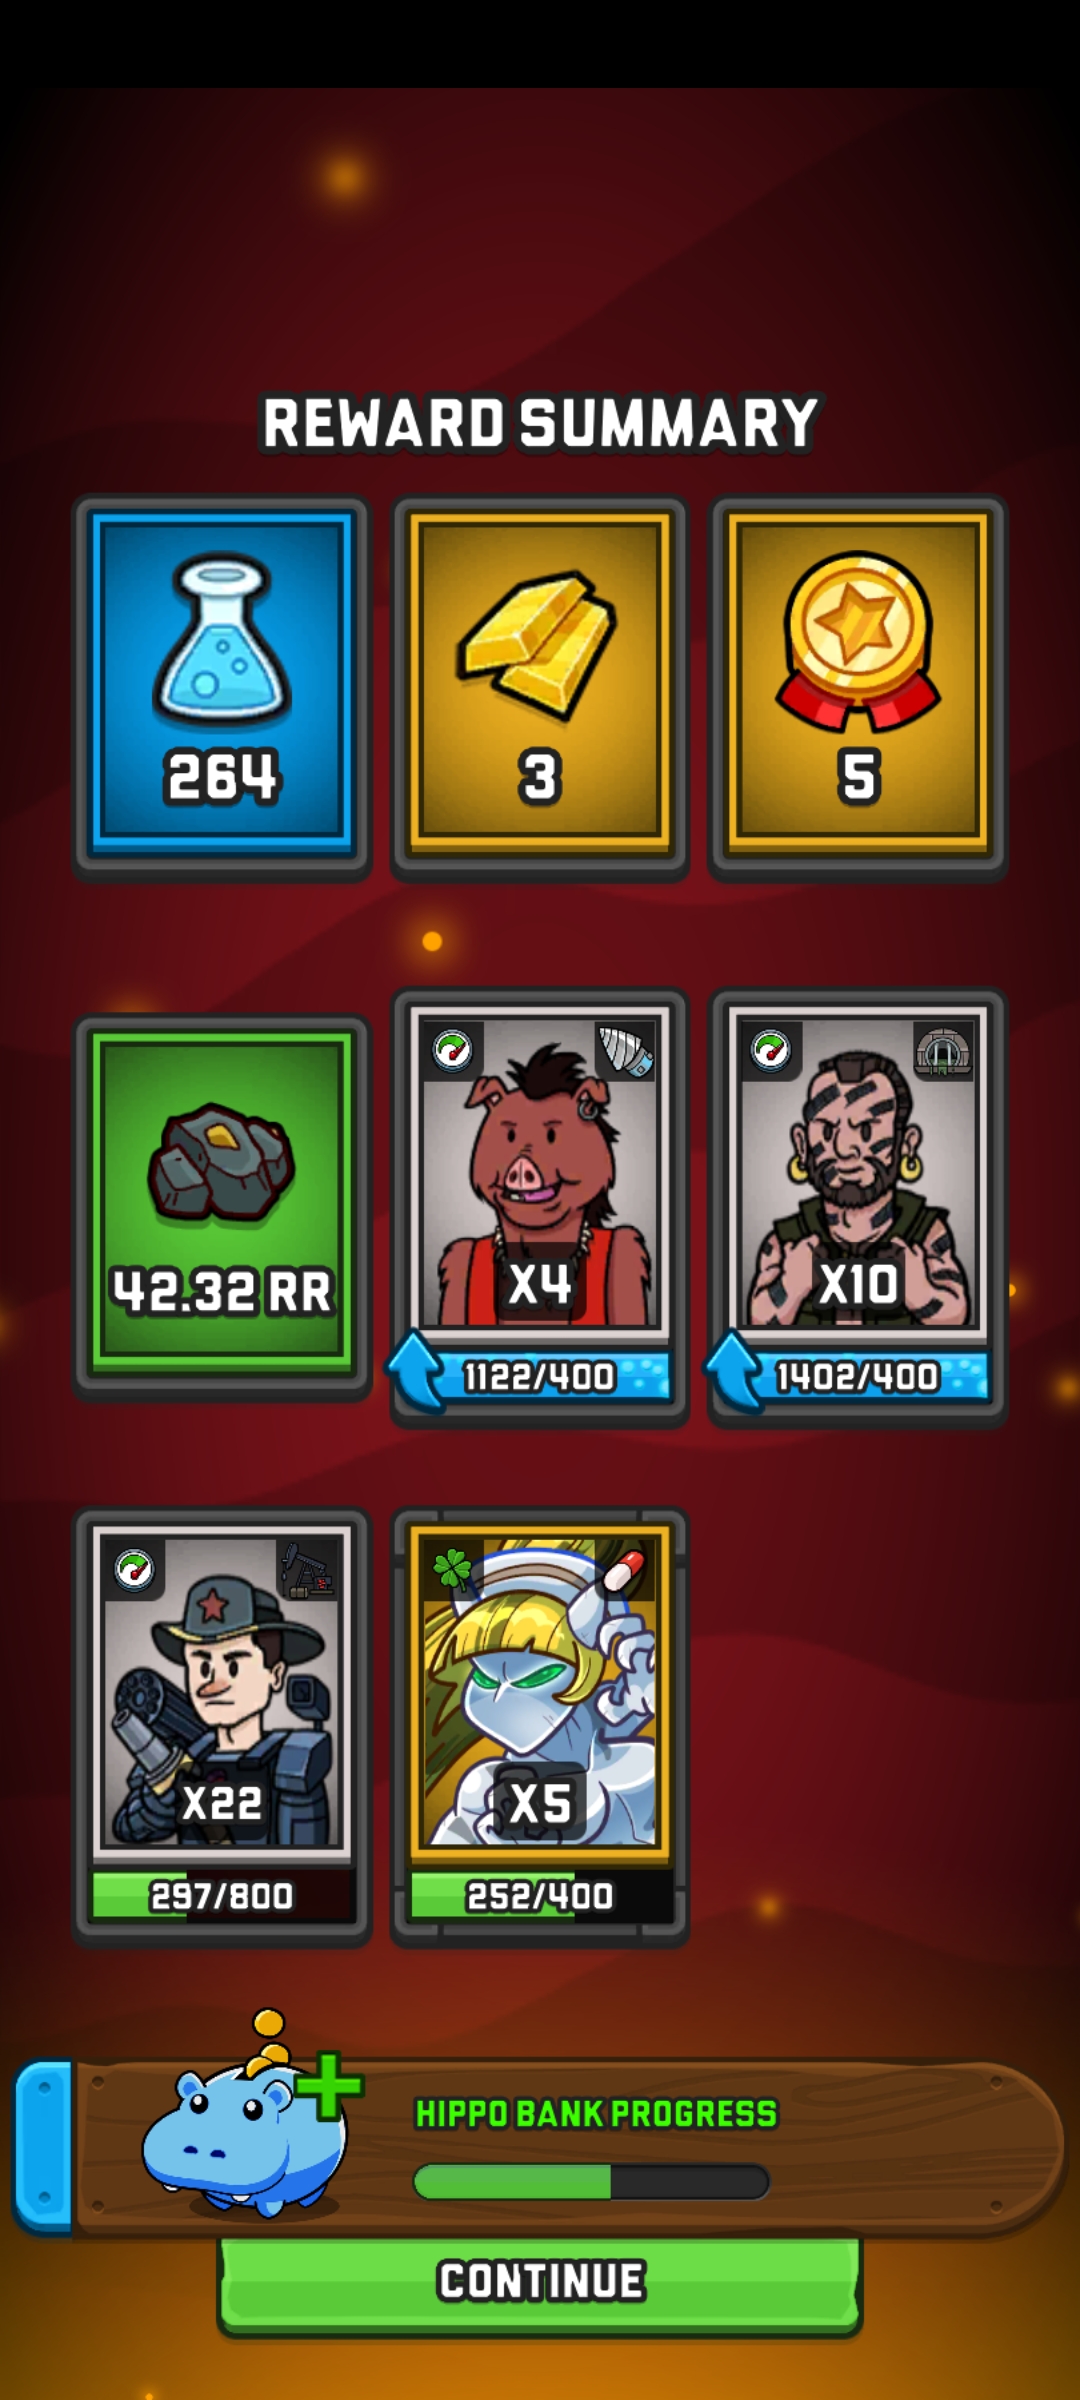 REWARD SUMMARY
264
3
5
42.32 RR
X4
1122/400
X10
1402/400
X22
297/800
X5
252/400
HIPPO BANK PROGRESS
CONTINUE